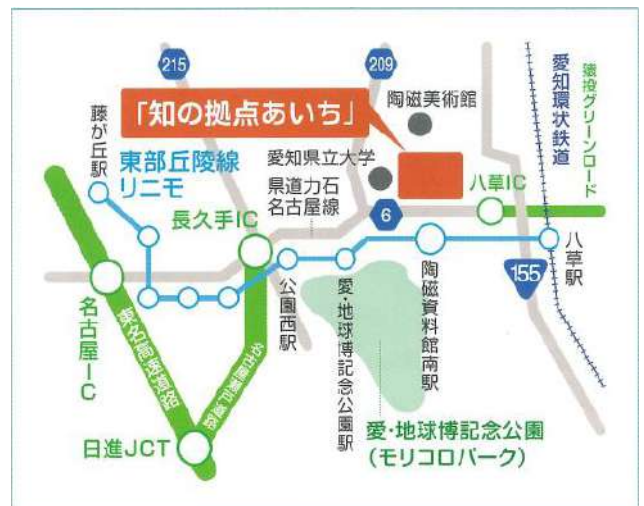 215
209
陶磁美術館
「知の拠点あいち」
藤が丘駅
東部丘陵線
リニモ
愛知県立大学
県道力石
名古屋線
長久手IC
6
八草IC
愛知環状鉄道
猿投グリーンロード
八草駅
155
名古屋IC
東名高速道路
名古屋瀬戸道路
日進JCT
公園西駅
愛・地球博記念公園駅
陶磁資料館南駅
愛・地球博記念公園
(モリコロパーク)